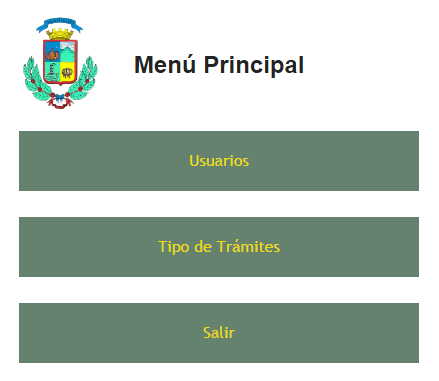 Menú Principal
Usuarios
Tipo de Trámites
Salir